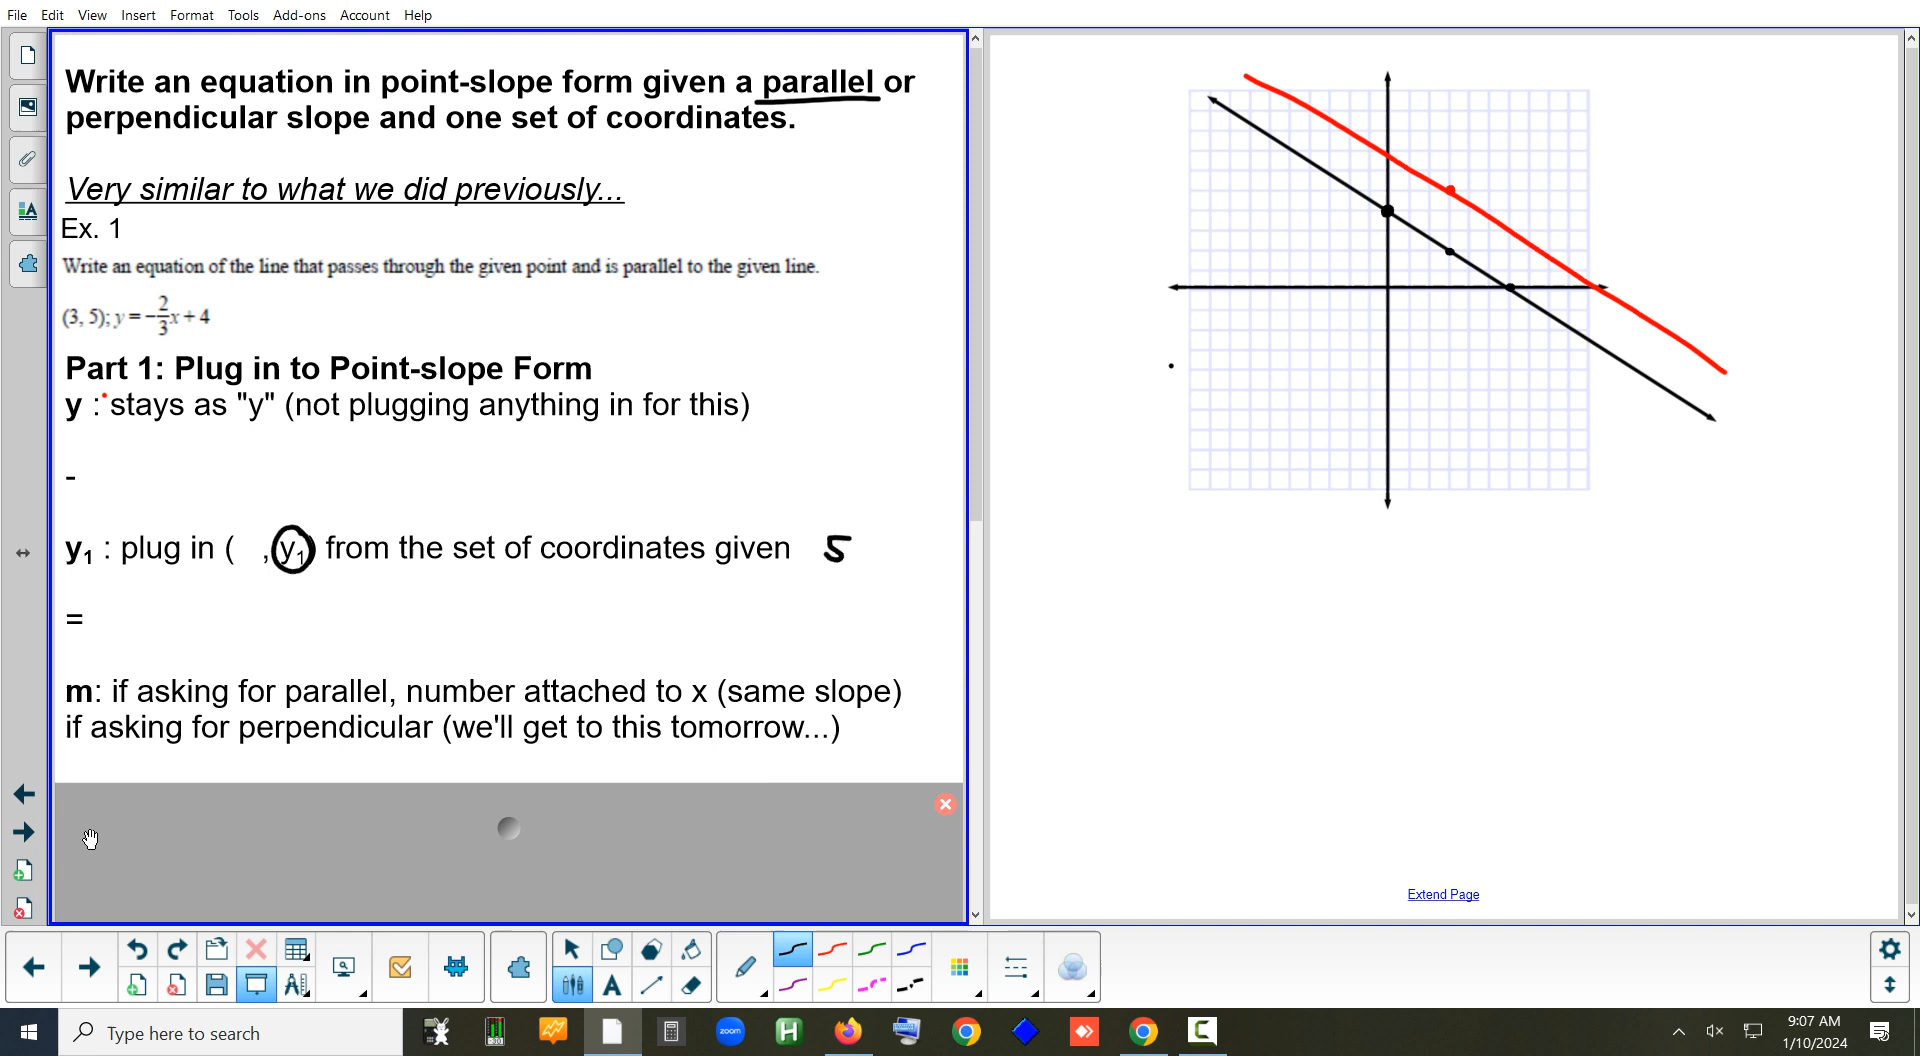 File Edit View Insert Format Tools Add-ons Account Help
Write an equation in point-slope form given a parallel or
perpendicular slope and one set of coordinates.
Very similar to what we did previously...
Ex. 1
Write an equation of the line that passes through the given point and is parallel to the given line.
(3, 5); y = -2/3x + 4
Part 1: Plug in to Point-slope Form
y : stays as "y" (not plugging anything in for this)
-
y₁ : plug in (   ,y₁) from the set of coordinates given 5
=
m: if asking for parallel, number attached to x (same slope)
if asking for perpendicular (we'll get to this tomorrow...)
Extend Page
Type here to search
zoom
9:07 AM
1/10/2024